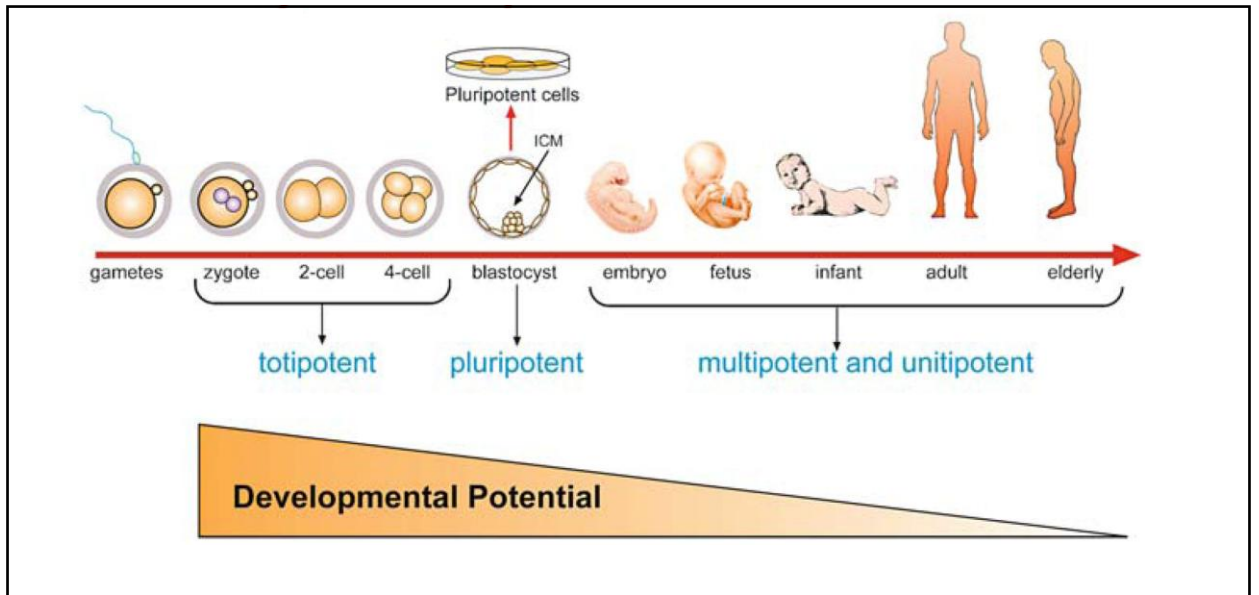 Pluripotent cells
ICM
gametes zygote 2-cell 4-cell blastocyst embryo fetus infant adult elderly
totipotent pluripotent multipotent and unitipotent
Developmental Potential